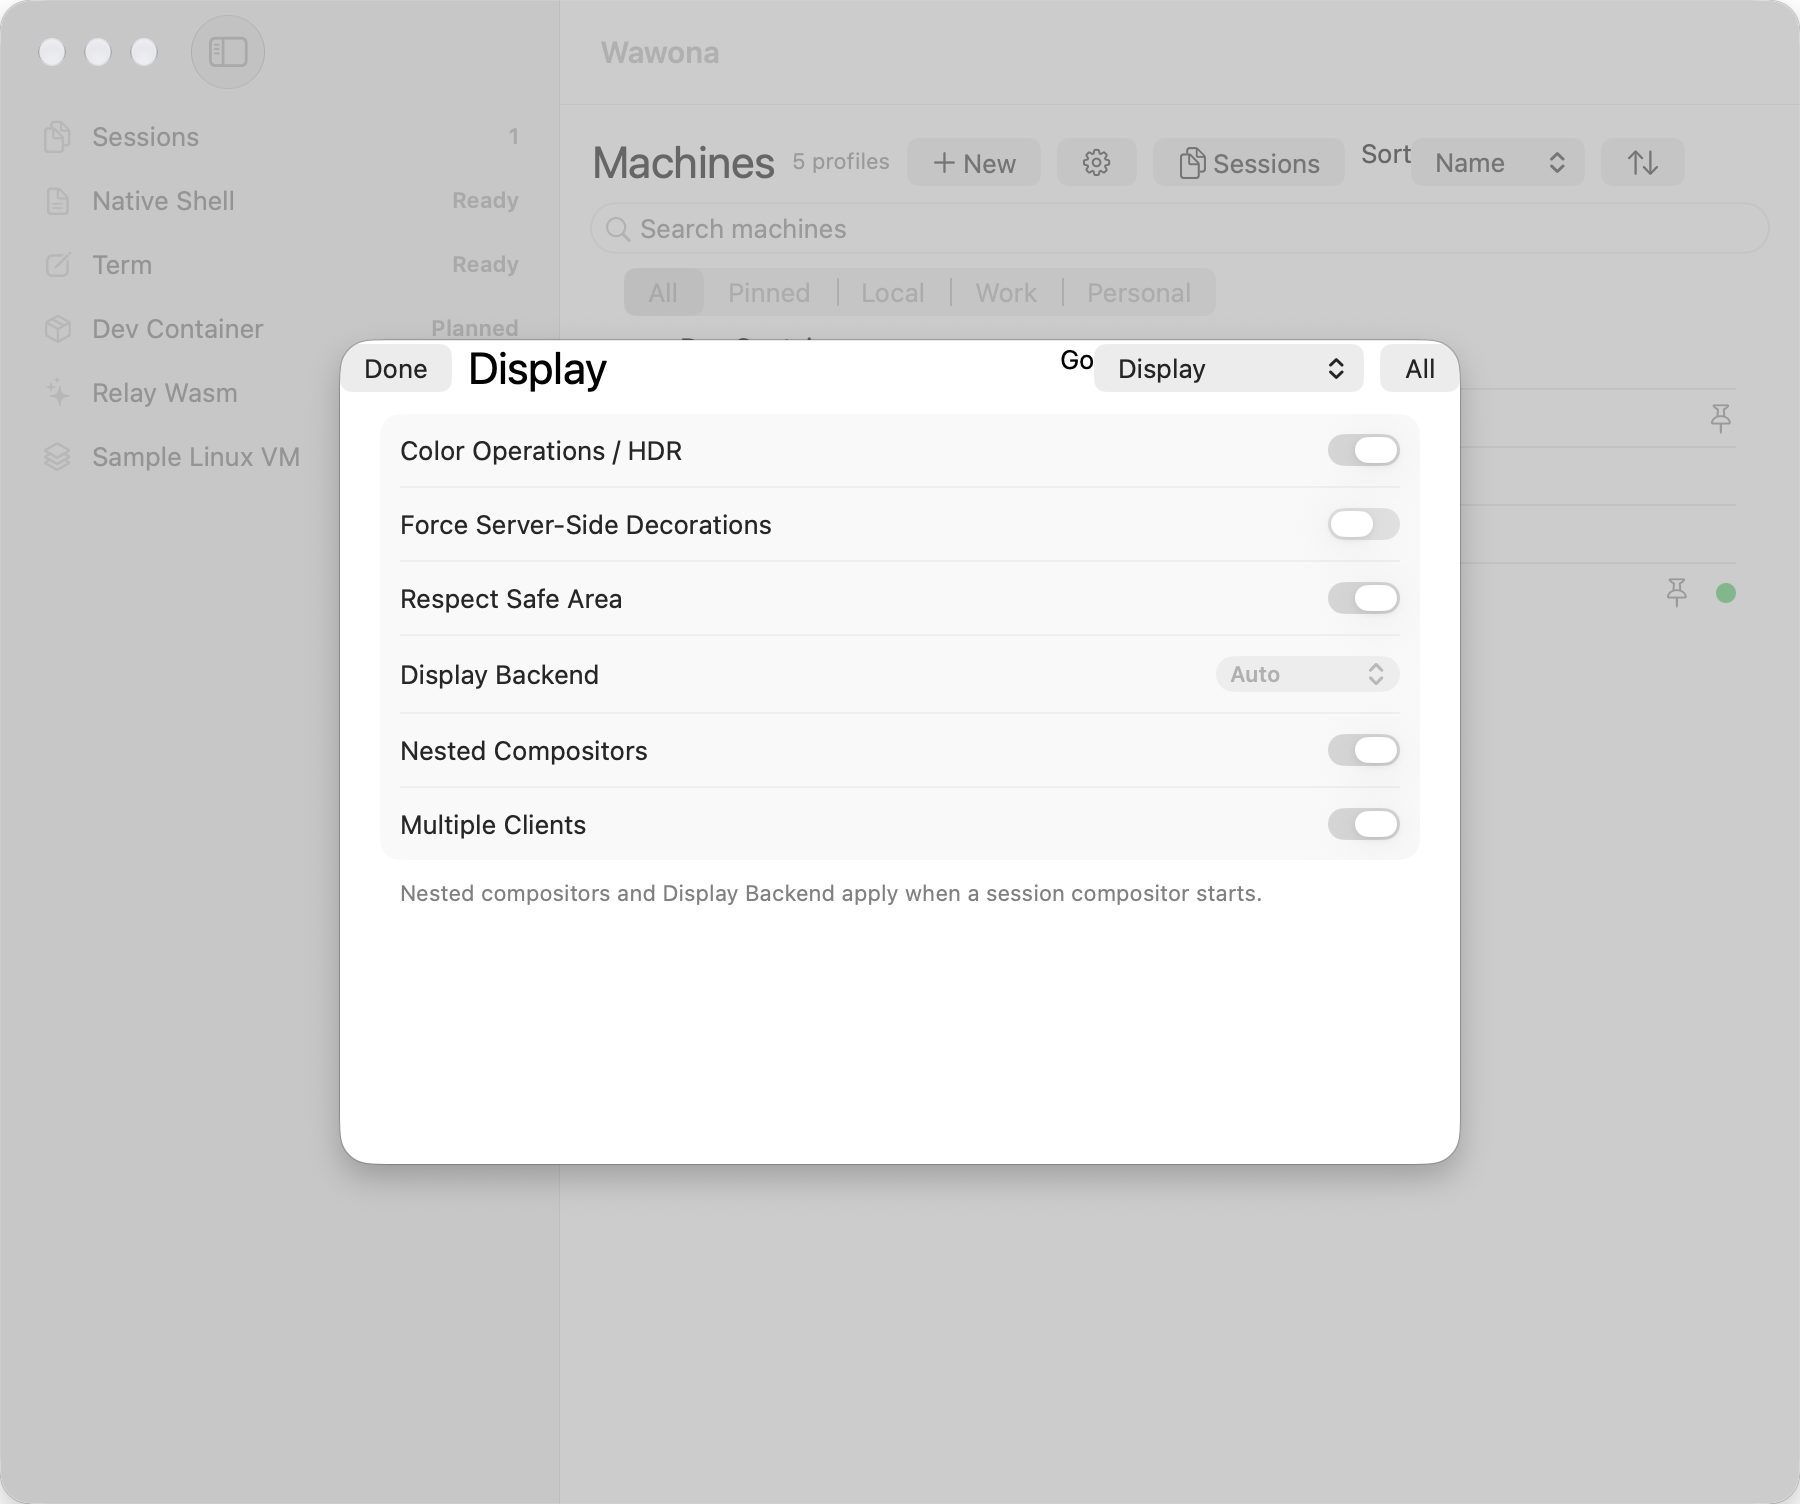 Wawona
Sessions 1
Native Shell Ready
Term Ready
Dev Container Planned
Relay Wasm
Sample Linux VM
Machines 5 profiles + New Sessions Sort Name
Search machines
All Pinned Local Work Personal
Done Display Go Display All
Color Operations / HDR
Force Server-Side Decorations
Respect Safe Area
Display Backend Auto
Nested Compositors
Multiple Clients
Nested compositors and Display Backend apply when a session compositor starts.